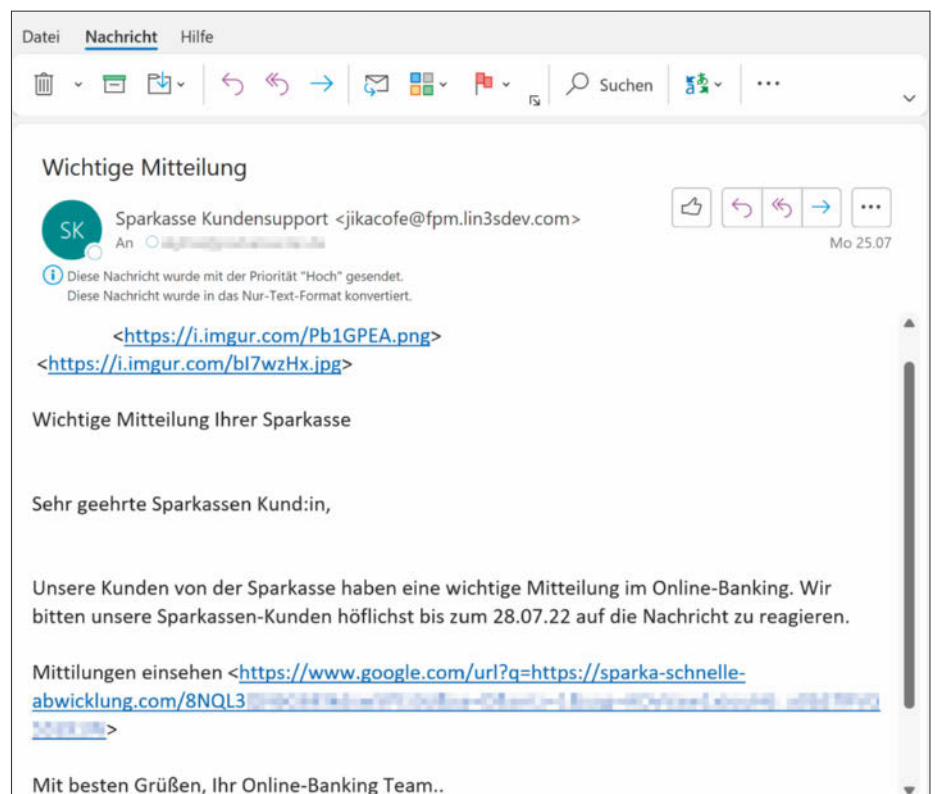 Datei Nachricht Hilfe
Suchen
Wichtige Mitteilung
SK
Sparkasse Kundensupport <jikacofe@fpm.lin3sdev.com>
An
Mo 25.07
Diese Nachricht wurde mit der Priorität "Hoch" gesendet.
Diese Nachricht wurde in das Nur-Text-Format konvertiert.
<https://i.imgur.com/Pb1GPEA.png>
<https://i.imgur.com/bI7wzHx.jpg>
Wichtige Mitteilung Ihrer Sparkasse
Sehr geehrte Sparkassen Kund:in,
Unsere Kunden von der Sparkasse haben eine wichtige Mitteilung im Online-Banking. Wir
bitten unsere Sparkassen-Kunden höflichst bis zum 28.07.22 auf die Nachricht zu reagieren.
Mittilungen einsehen <https://www.google.com/url?q=https://sparka-schnelle-
abwicklung.com/8NQL3
>
Mit besten Grüßen, Ihr Online-Banking Team..